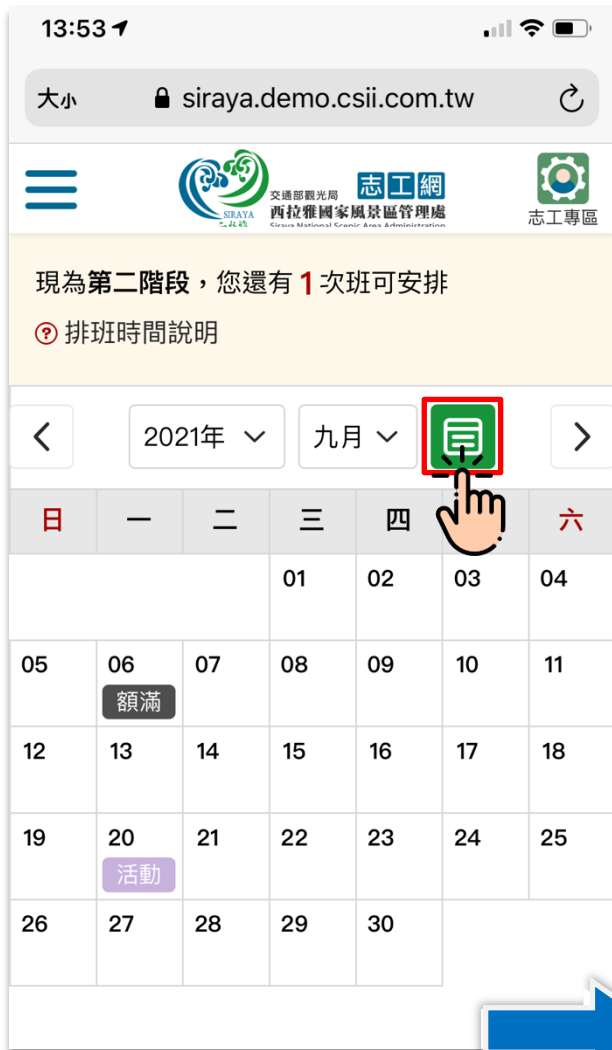 13:53
大小 siraya.demo.csii.com.tw
SIRAYA
交通部觀光局 志工網
西拉雅國家風景區管理處
Siraya National Scenic Area Administration
志工專區
現為第二階段，您還有 1 次班可安排
排班時間說明
2021年 九月
日 一 二 三 四 六
01 02 03 04
05 06 07 08 09 10 11
額滿
12 13 14 15 16 17 18
19 20 21 22 23 24 25
活動
26 27 28 29 30